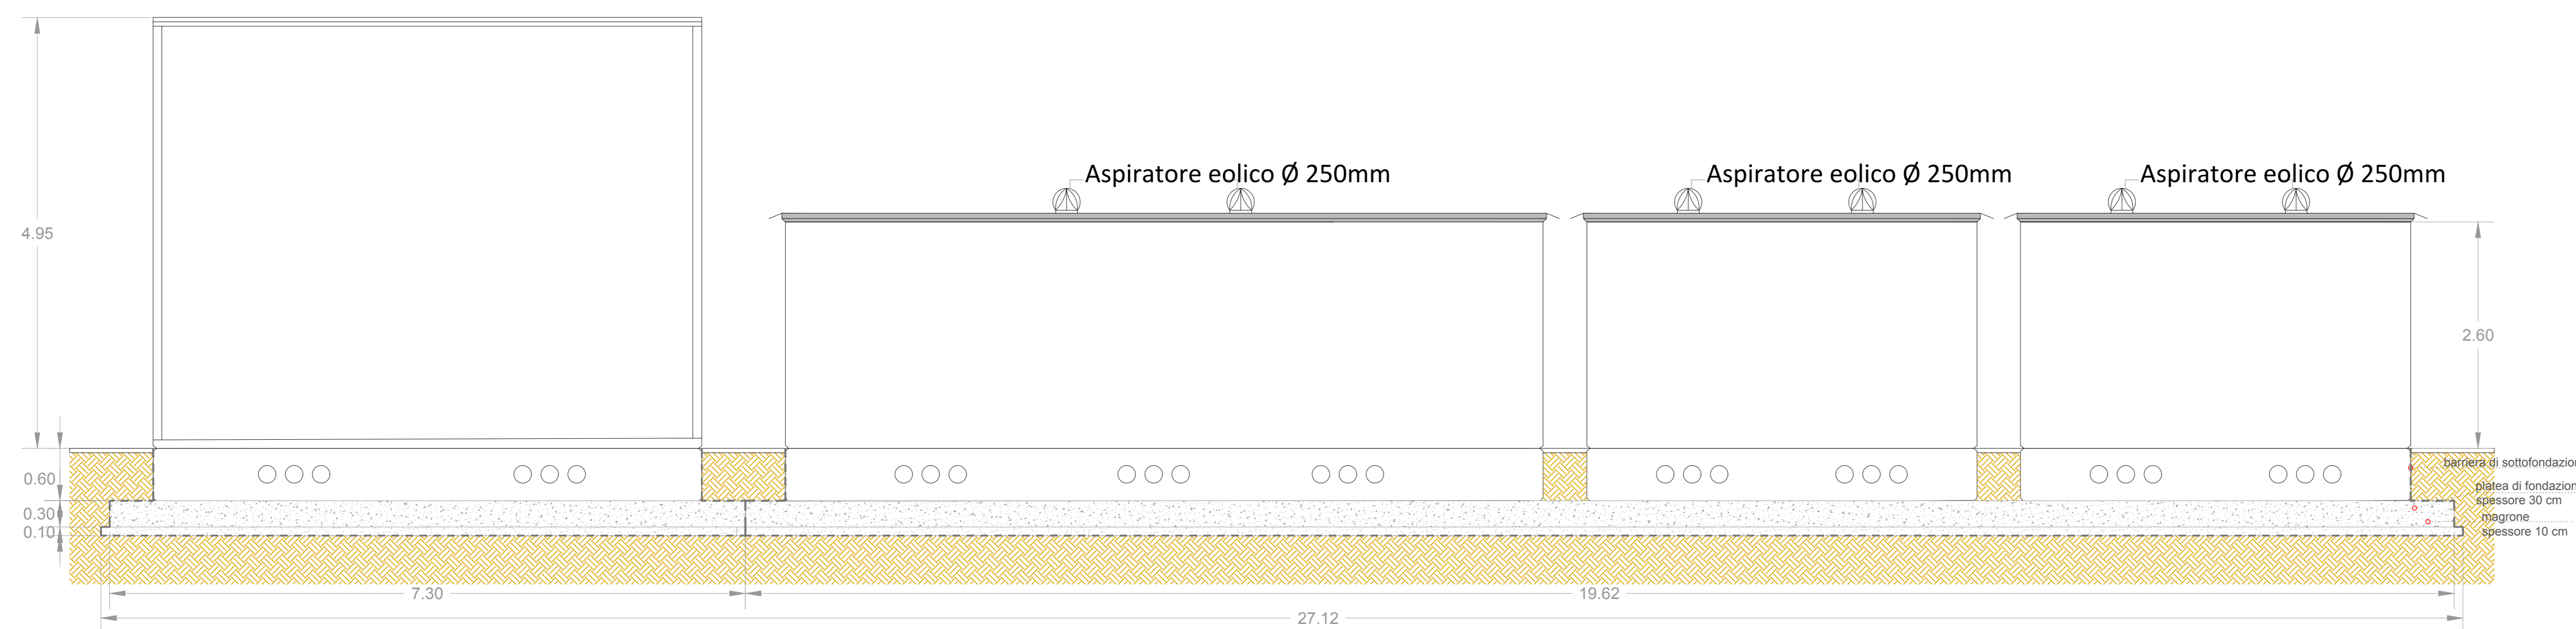 Aspiratore eolico Ø 250mm
Aspiratore eolico Ø 250mm
Aspiratore eolico Ø 250mm
4.95
2.60
0.60
0.30
0.10
barriera di sottofondazion
platea di fondazion
spessore 30 cm
magrone
spessore 10 cm
7.30
19.62
27.12